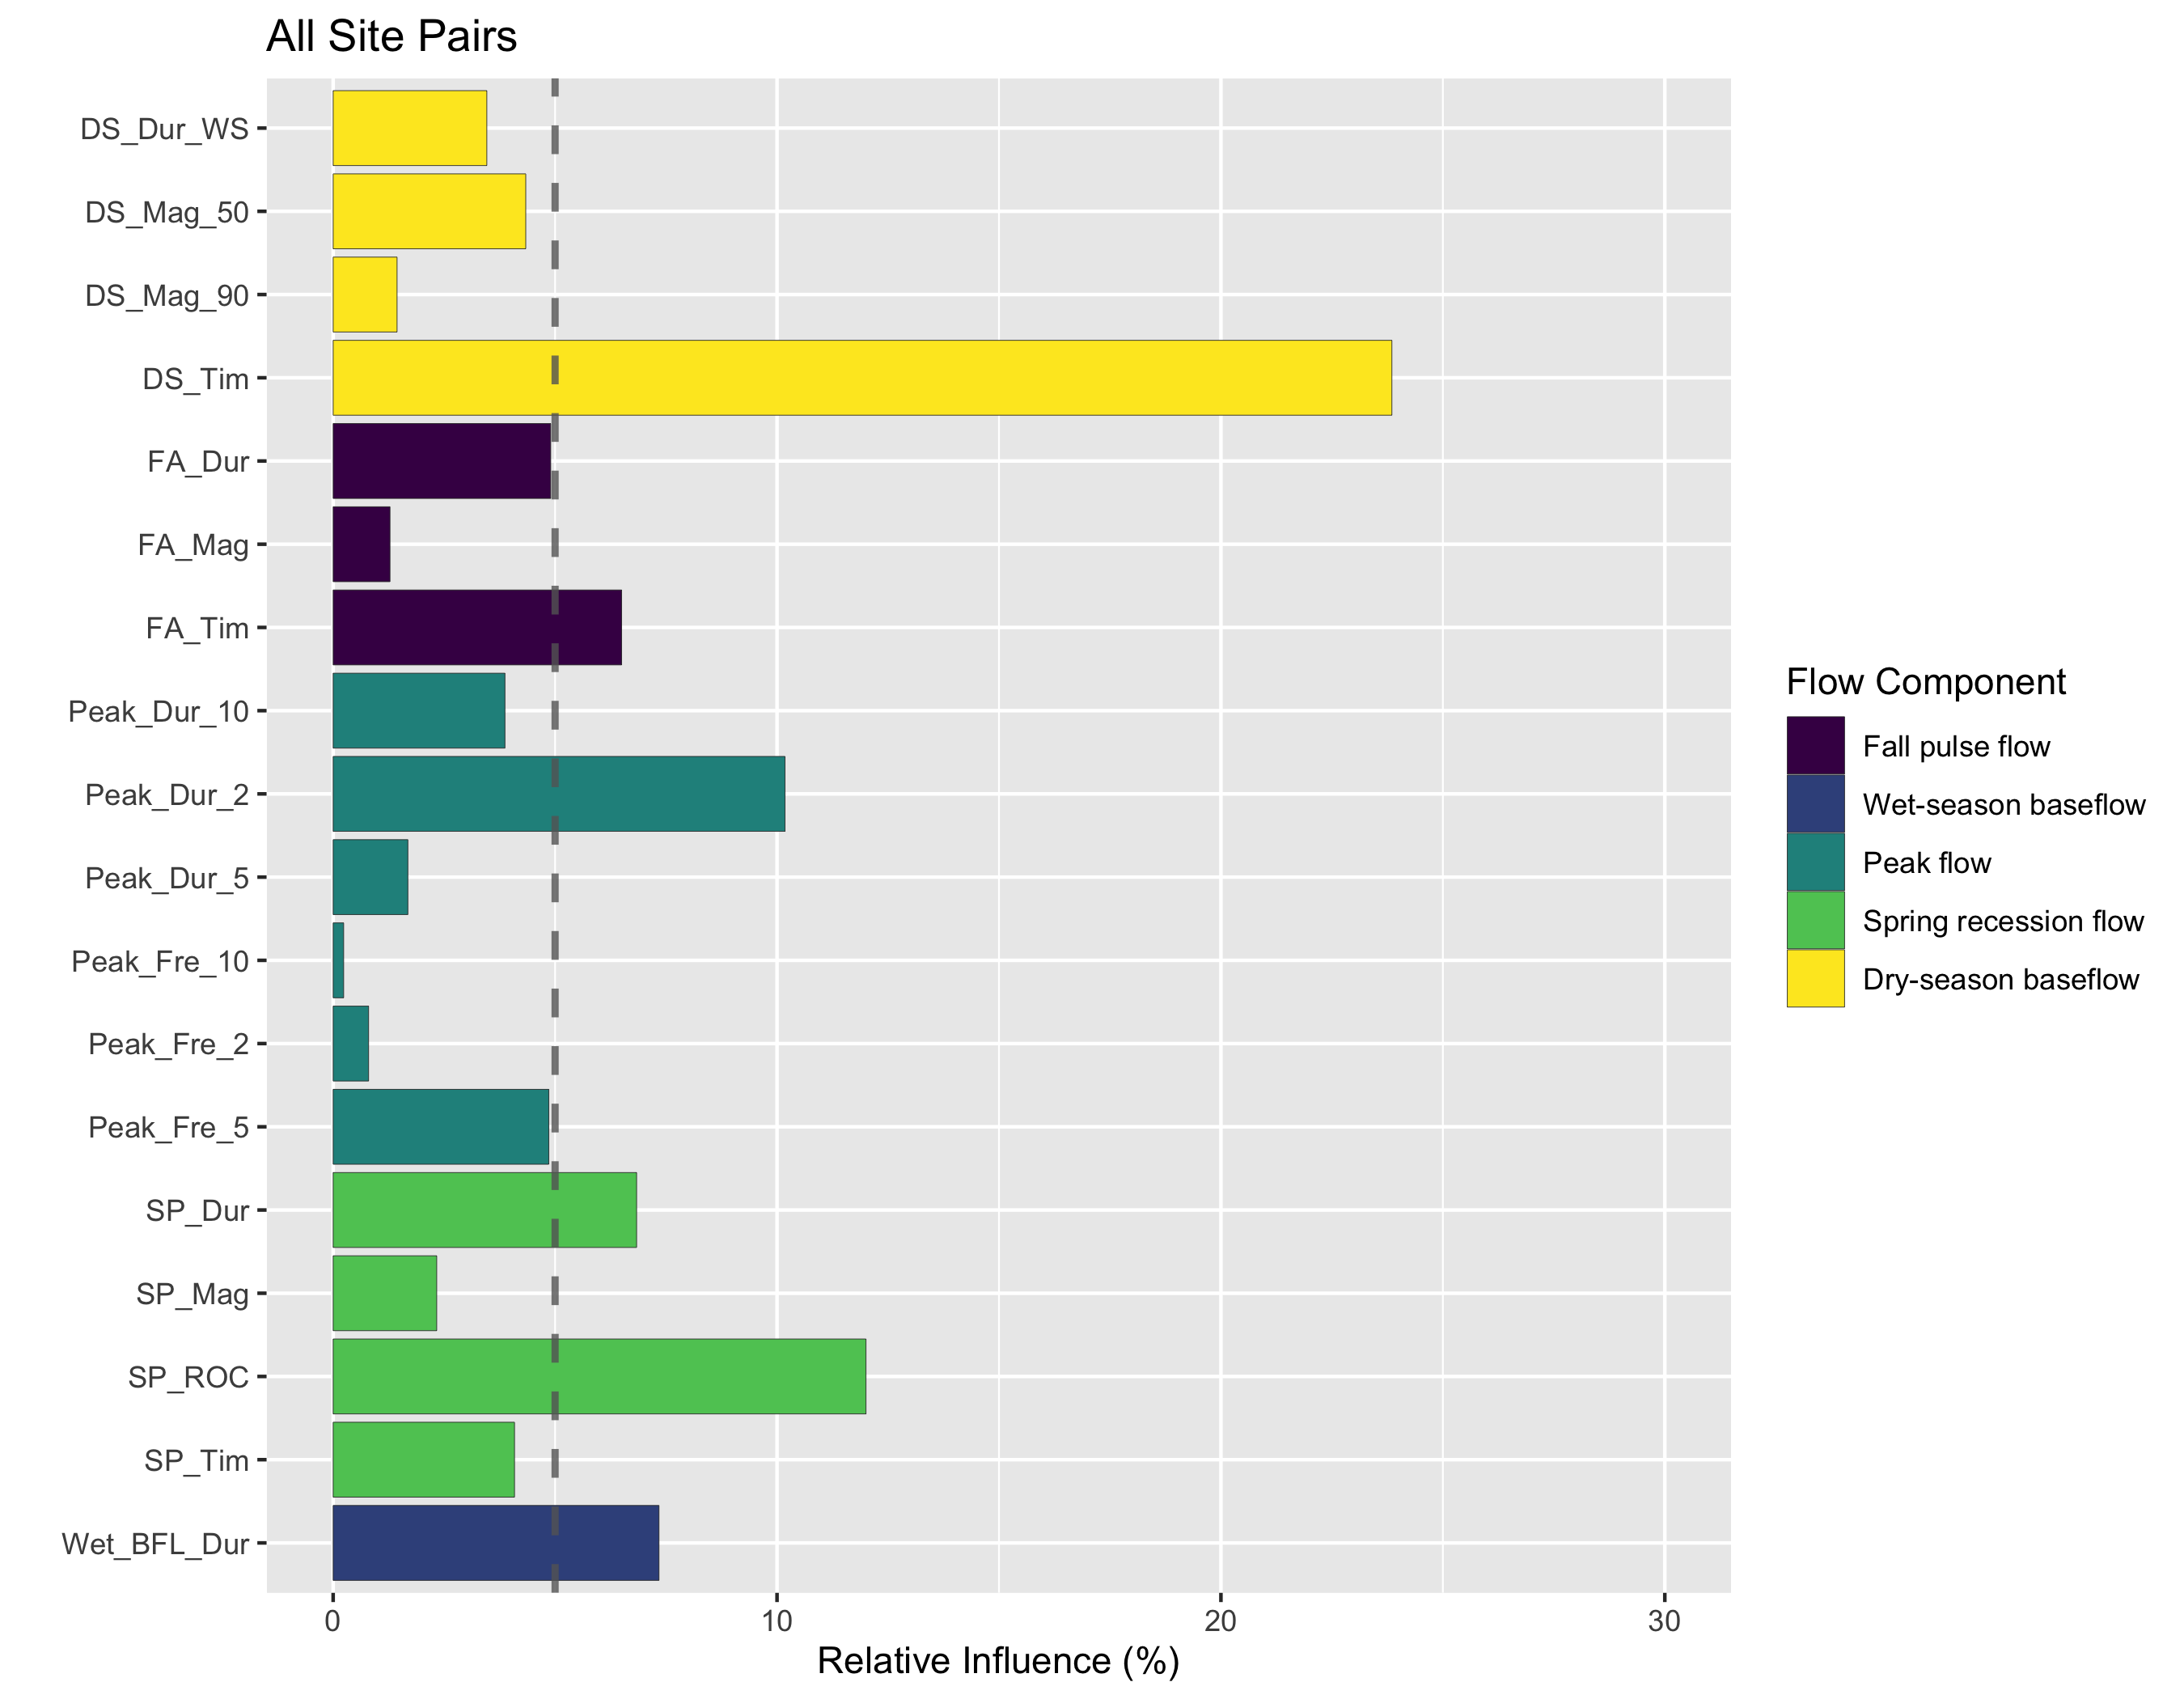 All Site Pairs
DS_Dur_WS
DS_Mag_50
DS_Mag_90
DS_Tim
FA_Dur
FA_Mag
FA_Tim
Peak_Dur_10
Peak_Dur_2
Peak_Dur_5
Peak_Fre_10
Peak_Fre_2
Peak_Fre_5
SP_Dur
SP_Mag
SP_ROC
SP_Tim
Wet_BFL_Dur
0 10 20 30
Relative Influence (%)
Flow Component
Fall pulse flow
Wet-season baseflow
Peak flow
Spring recession flow
Dry-season baseflow